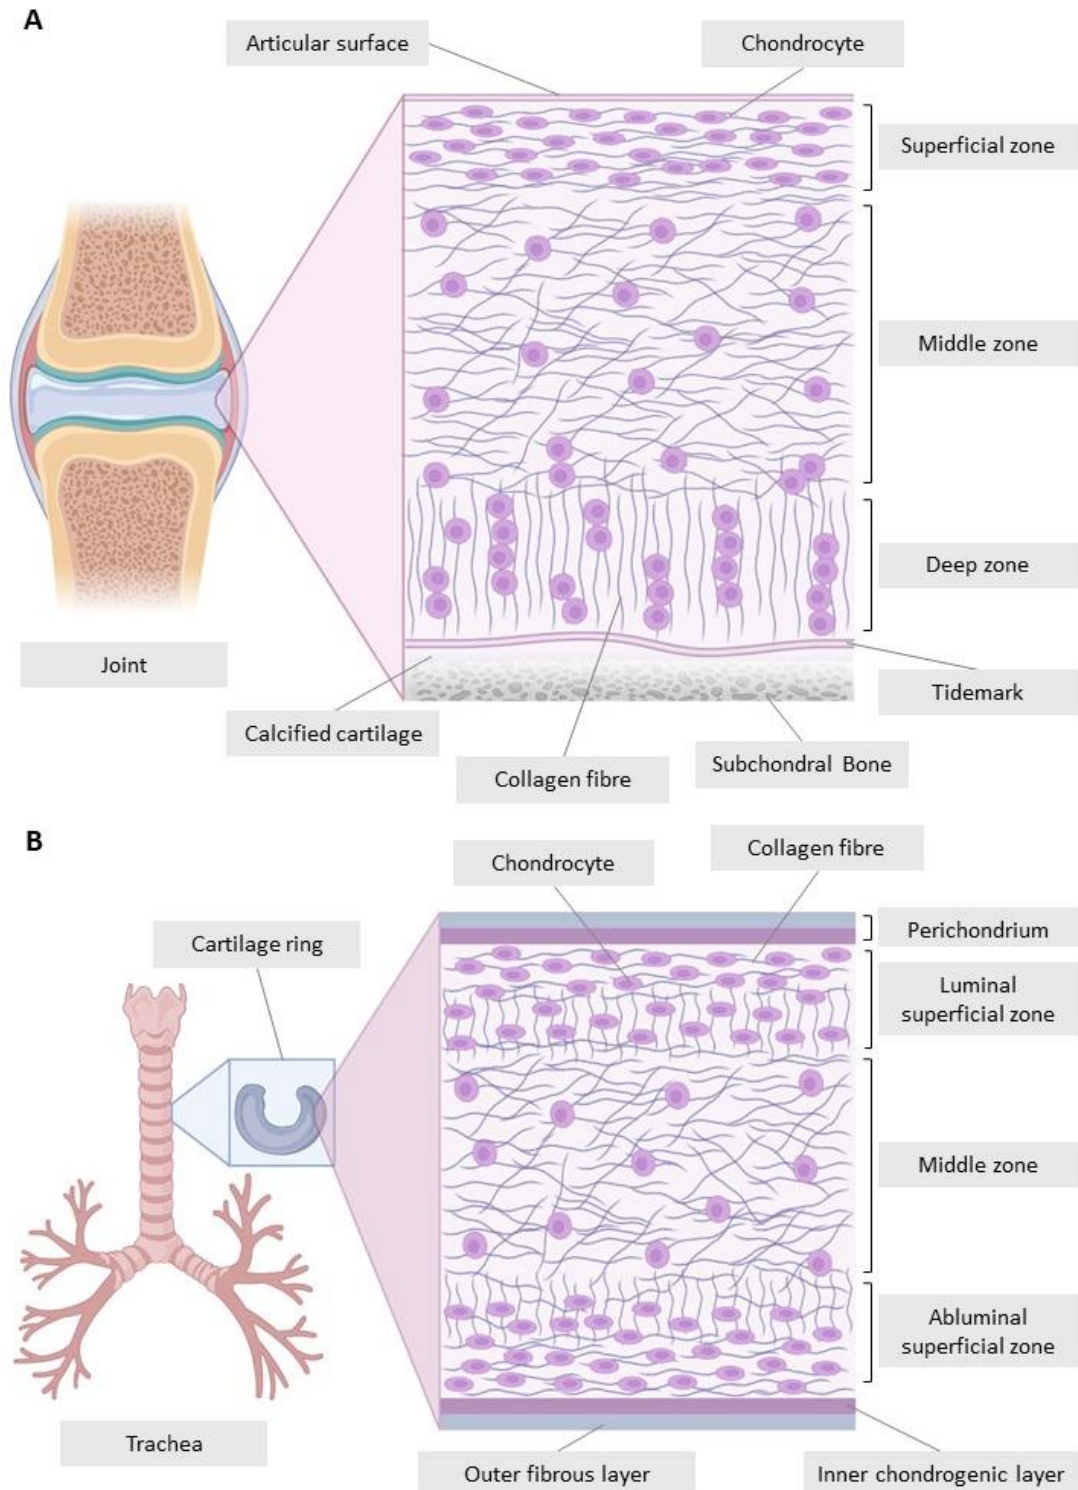 A
Articular surface
Chondrocyte
Superficial zone
Middle zone
Deep zone
Joint
Tidemark
Calcified cartilage
Subchondral Bone
Collagen fibre
B
Collagen fibre
Chondrocyte
Perichondrium
Cartilage ring
Luminal
superficial zone
Middle zone
Abluminal
superficial zone
Trachea
Outer fibrous layer
Inner chondrogenic layer